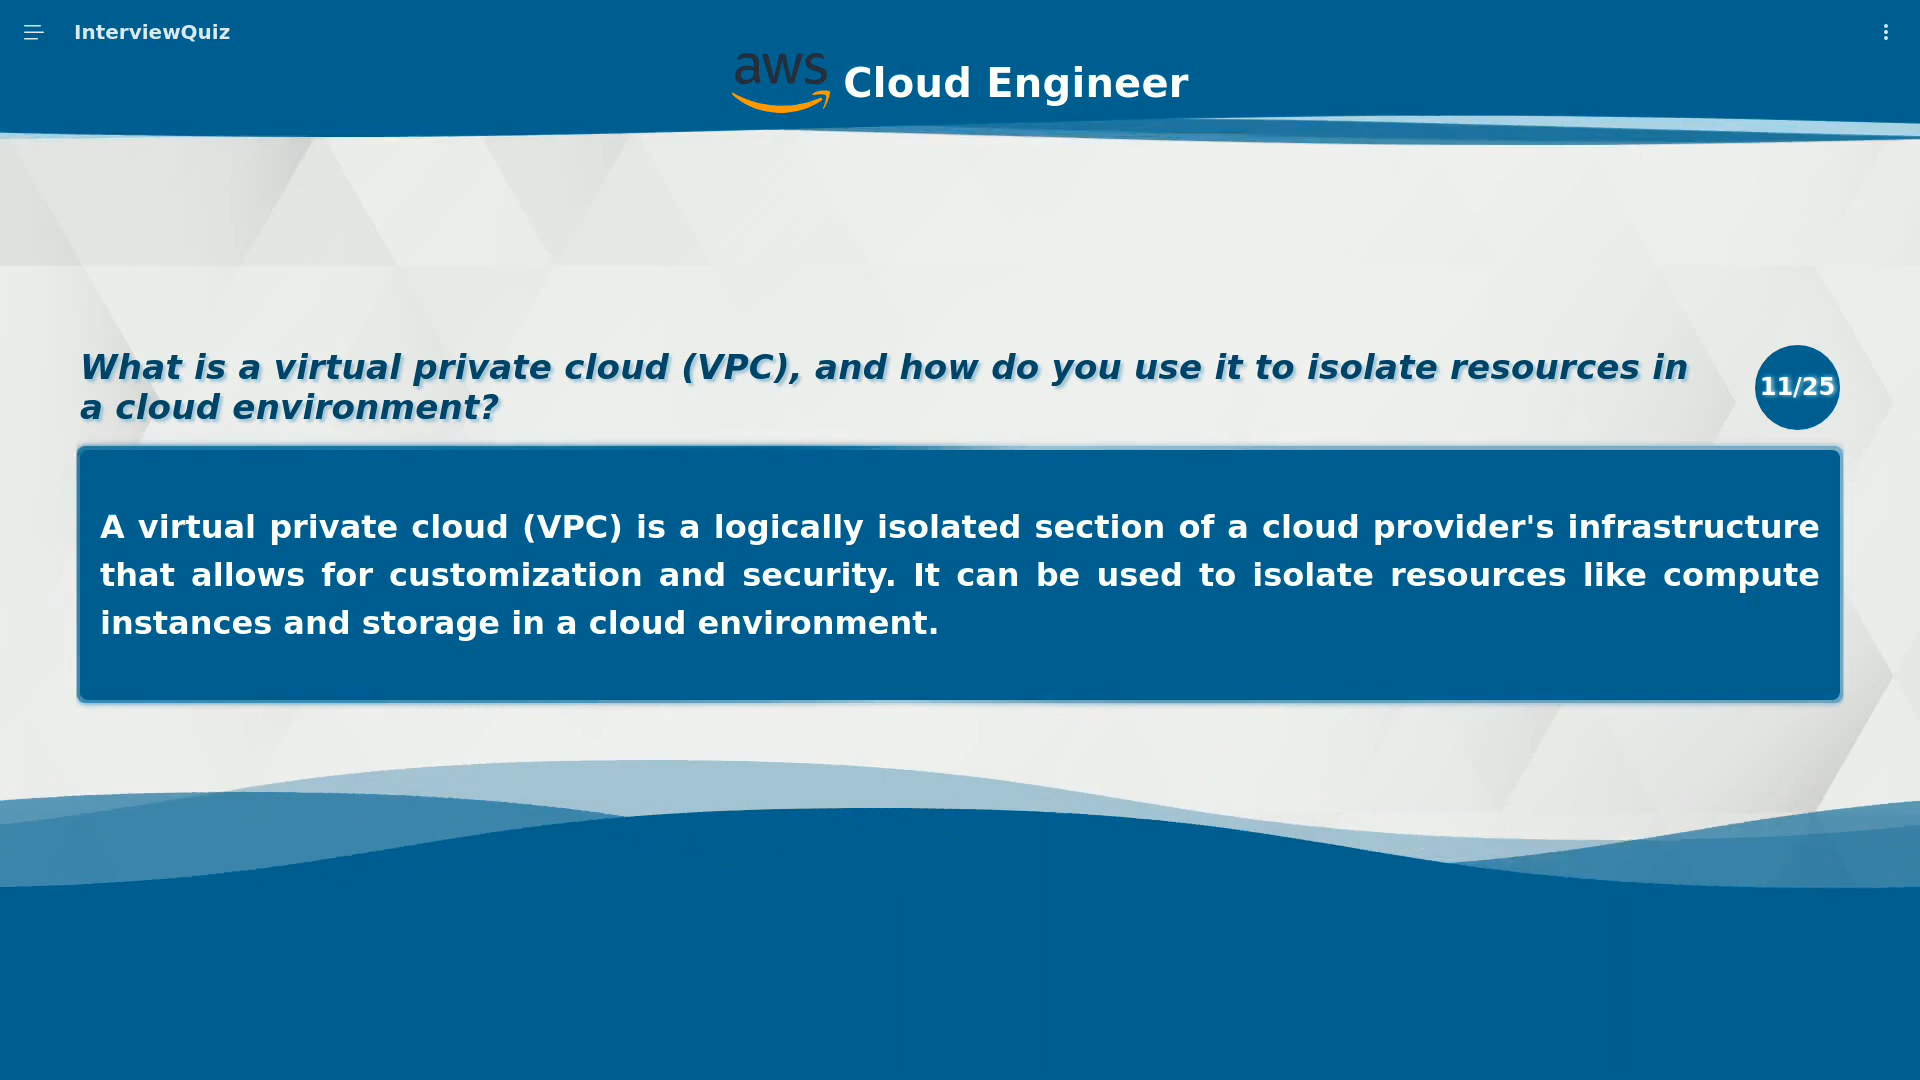 InterviewQuiz
aws Cloud Engineer
What is a virtual private cloud (VPC), and how do you use it to isolate resources in
a cloud environment?
11/25
A virtual private cloud (VPC) is a logically isolated section of a cloud provider's infrastructure
that allows for customization and security. It can be used to isolate resources like compute
instances and storage in a cloud environment.